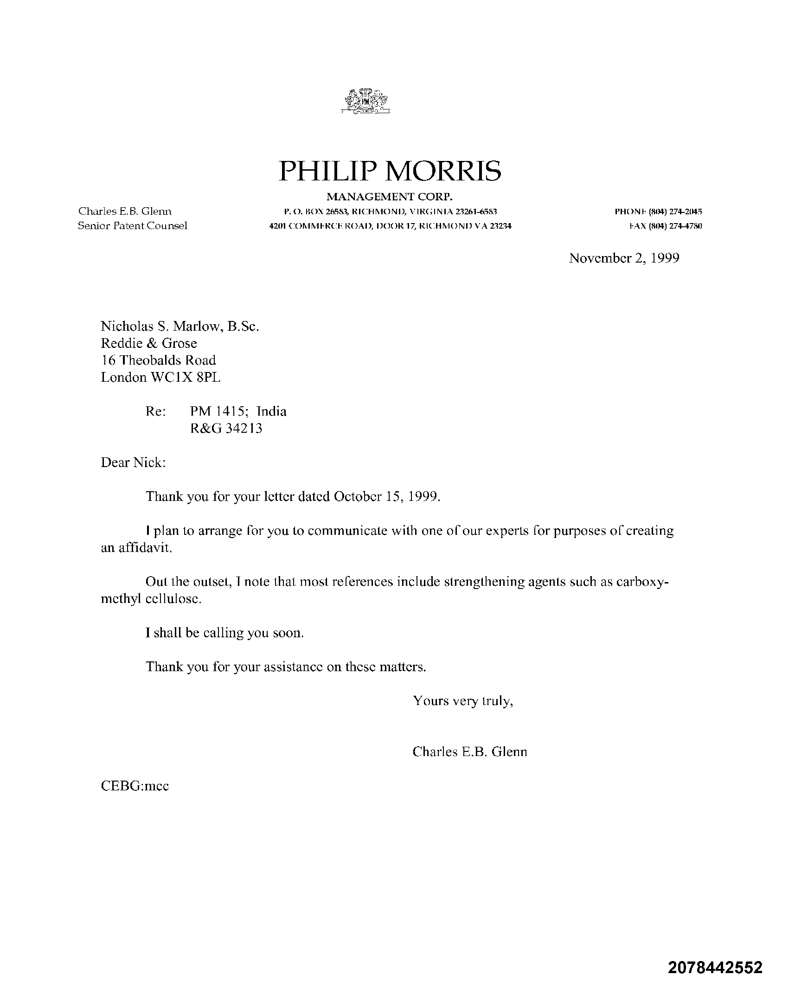 PHILIP MORRIS
MANAGEMENT CORP.
Charles E.B. Glenn
P. O. BOX 26583, RICHMOND, VIRGINIA 23261-6583
PHONE (804) 274-2045
Senior Patent Counsel
4201 COMMERCE ROAD, DOOR 17, RICHMOND VA 23234
FAX (804) 274-4780
November 2, 1999
Nicholas S. Marlow, B.Sc.
Reddie & Grose
16 Theobalds Road
London WC1X 8PL
Re: PM 1415; India
R&G 34213
Dear Nick:
Thank you for your letter dated October 15, 1999.
I plan to arrange for you to communicate with one of our experts for purposes of creating
an affidavit.
Out the outset, I note that most references include strengthening agents such as carboxy-
methyl cellulose.
I shall be calling you soon.
Thank you for your assistance on these matters.
Yours very truly,
Charles E.B. Glenn
CEBG:mcc
2078442552